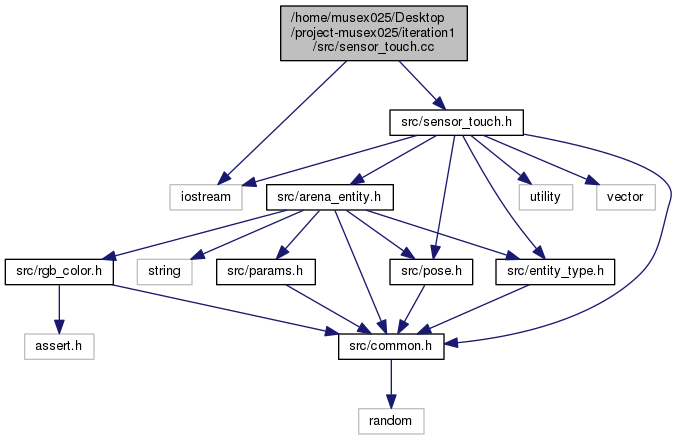 /home/musex025/Desktop
/project-musex025/iteration1
/src/sensor_touch.cc
src/sensor_touch.h
iostream
src/arena_entity.h
utility
vector
src/rgb_color.h
string
src/params.h
src/pose.h
src/entity_type.h
assert.h
src/common.h
random